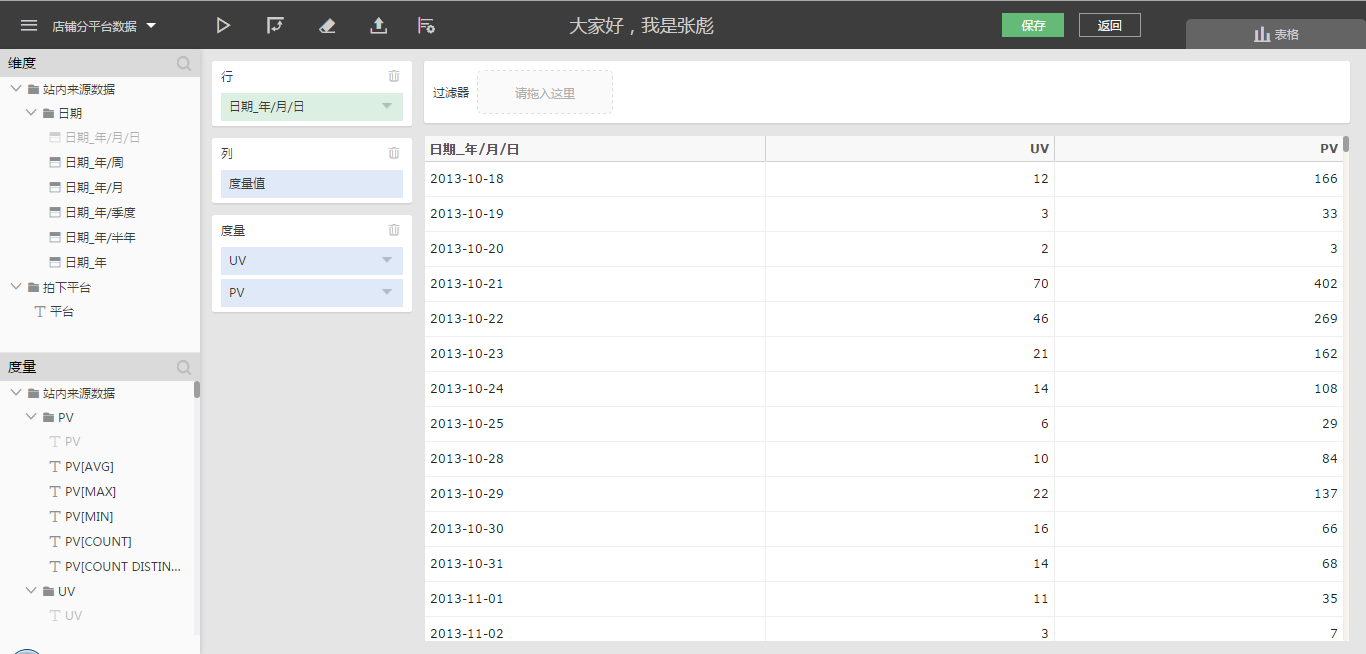 店铺分平台数据
大家好，我是张彪
保存
返回
表格
维度
站内来源数据
日期
日期_年/月/日
日期_年/周
日期_年/月
日期_年/季度
日期_年/半年
日期_年
拍下平台
平台
度量
站内来源数据
PV
PV
PV[AVG]
PV[MAX]
PV[MIN]
PV[COUNT]
PV[COUNT DISTIN...
UV
UV
行
日期_年/月/日
列
度量值
度量
UV
PV
过滤器 请拖入这里
日期_年/月/日 UV PV
2013-10-18 12 166
2013-10-19 3 33
2013-10-20 2 3
2013-10-21 70 402
2013-10-22 46 269
2013-10-23 21 162
2013-10-24 14 108
2013-10-25 6 29
2013-10-28 10 84
2013-10-29 22 137
2013-10-30 16 66
2013-10-31 14 68
2013-11-01 11 35
2013-11-02 3 7